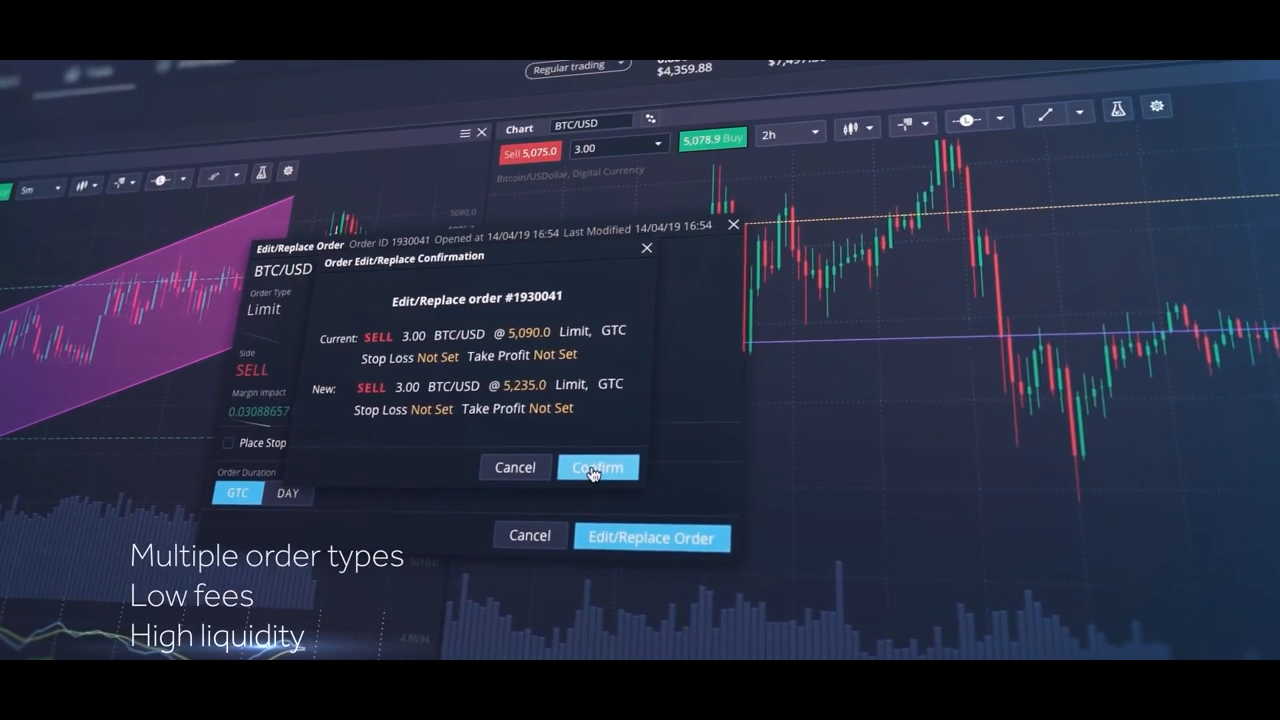 Regular trading
$4,359.88
Chart BTC/USD
Sell 5,075.0 3.00 5,078.9 Buy 2h
Bitcoin/USDollar, Digital Currency
5m
5080.0
Edit/Replace Order Order ID 1930041 Opened at 14/04/19 16:54 Last Modified 14/04/19 16:54
Order Edit/Replace Confirmation
BTC/USD
Order Type
Limit
Edit/Replace order #1930041
Current: SELL 3.00 BTC/USD @ 5,090.0 Limit, GTC
Stop Loss Not Set Take Profit Not Set
Side
SELL
New: SELL 3.00 BTC/USD @ 5,235.0 Limit, GTC
Stop Loss Not Set Take Profit Not Set
Margin impact
0.03088657
Place Stop
Cancel Confirm
Order Duration
GTC DAY
Cancel Edit/Replace Order
Multiple order types
Low fees
High liquidity
4.8694